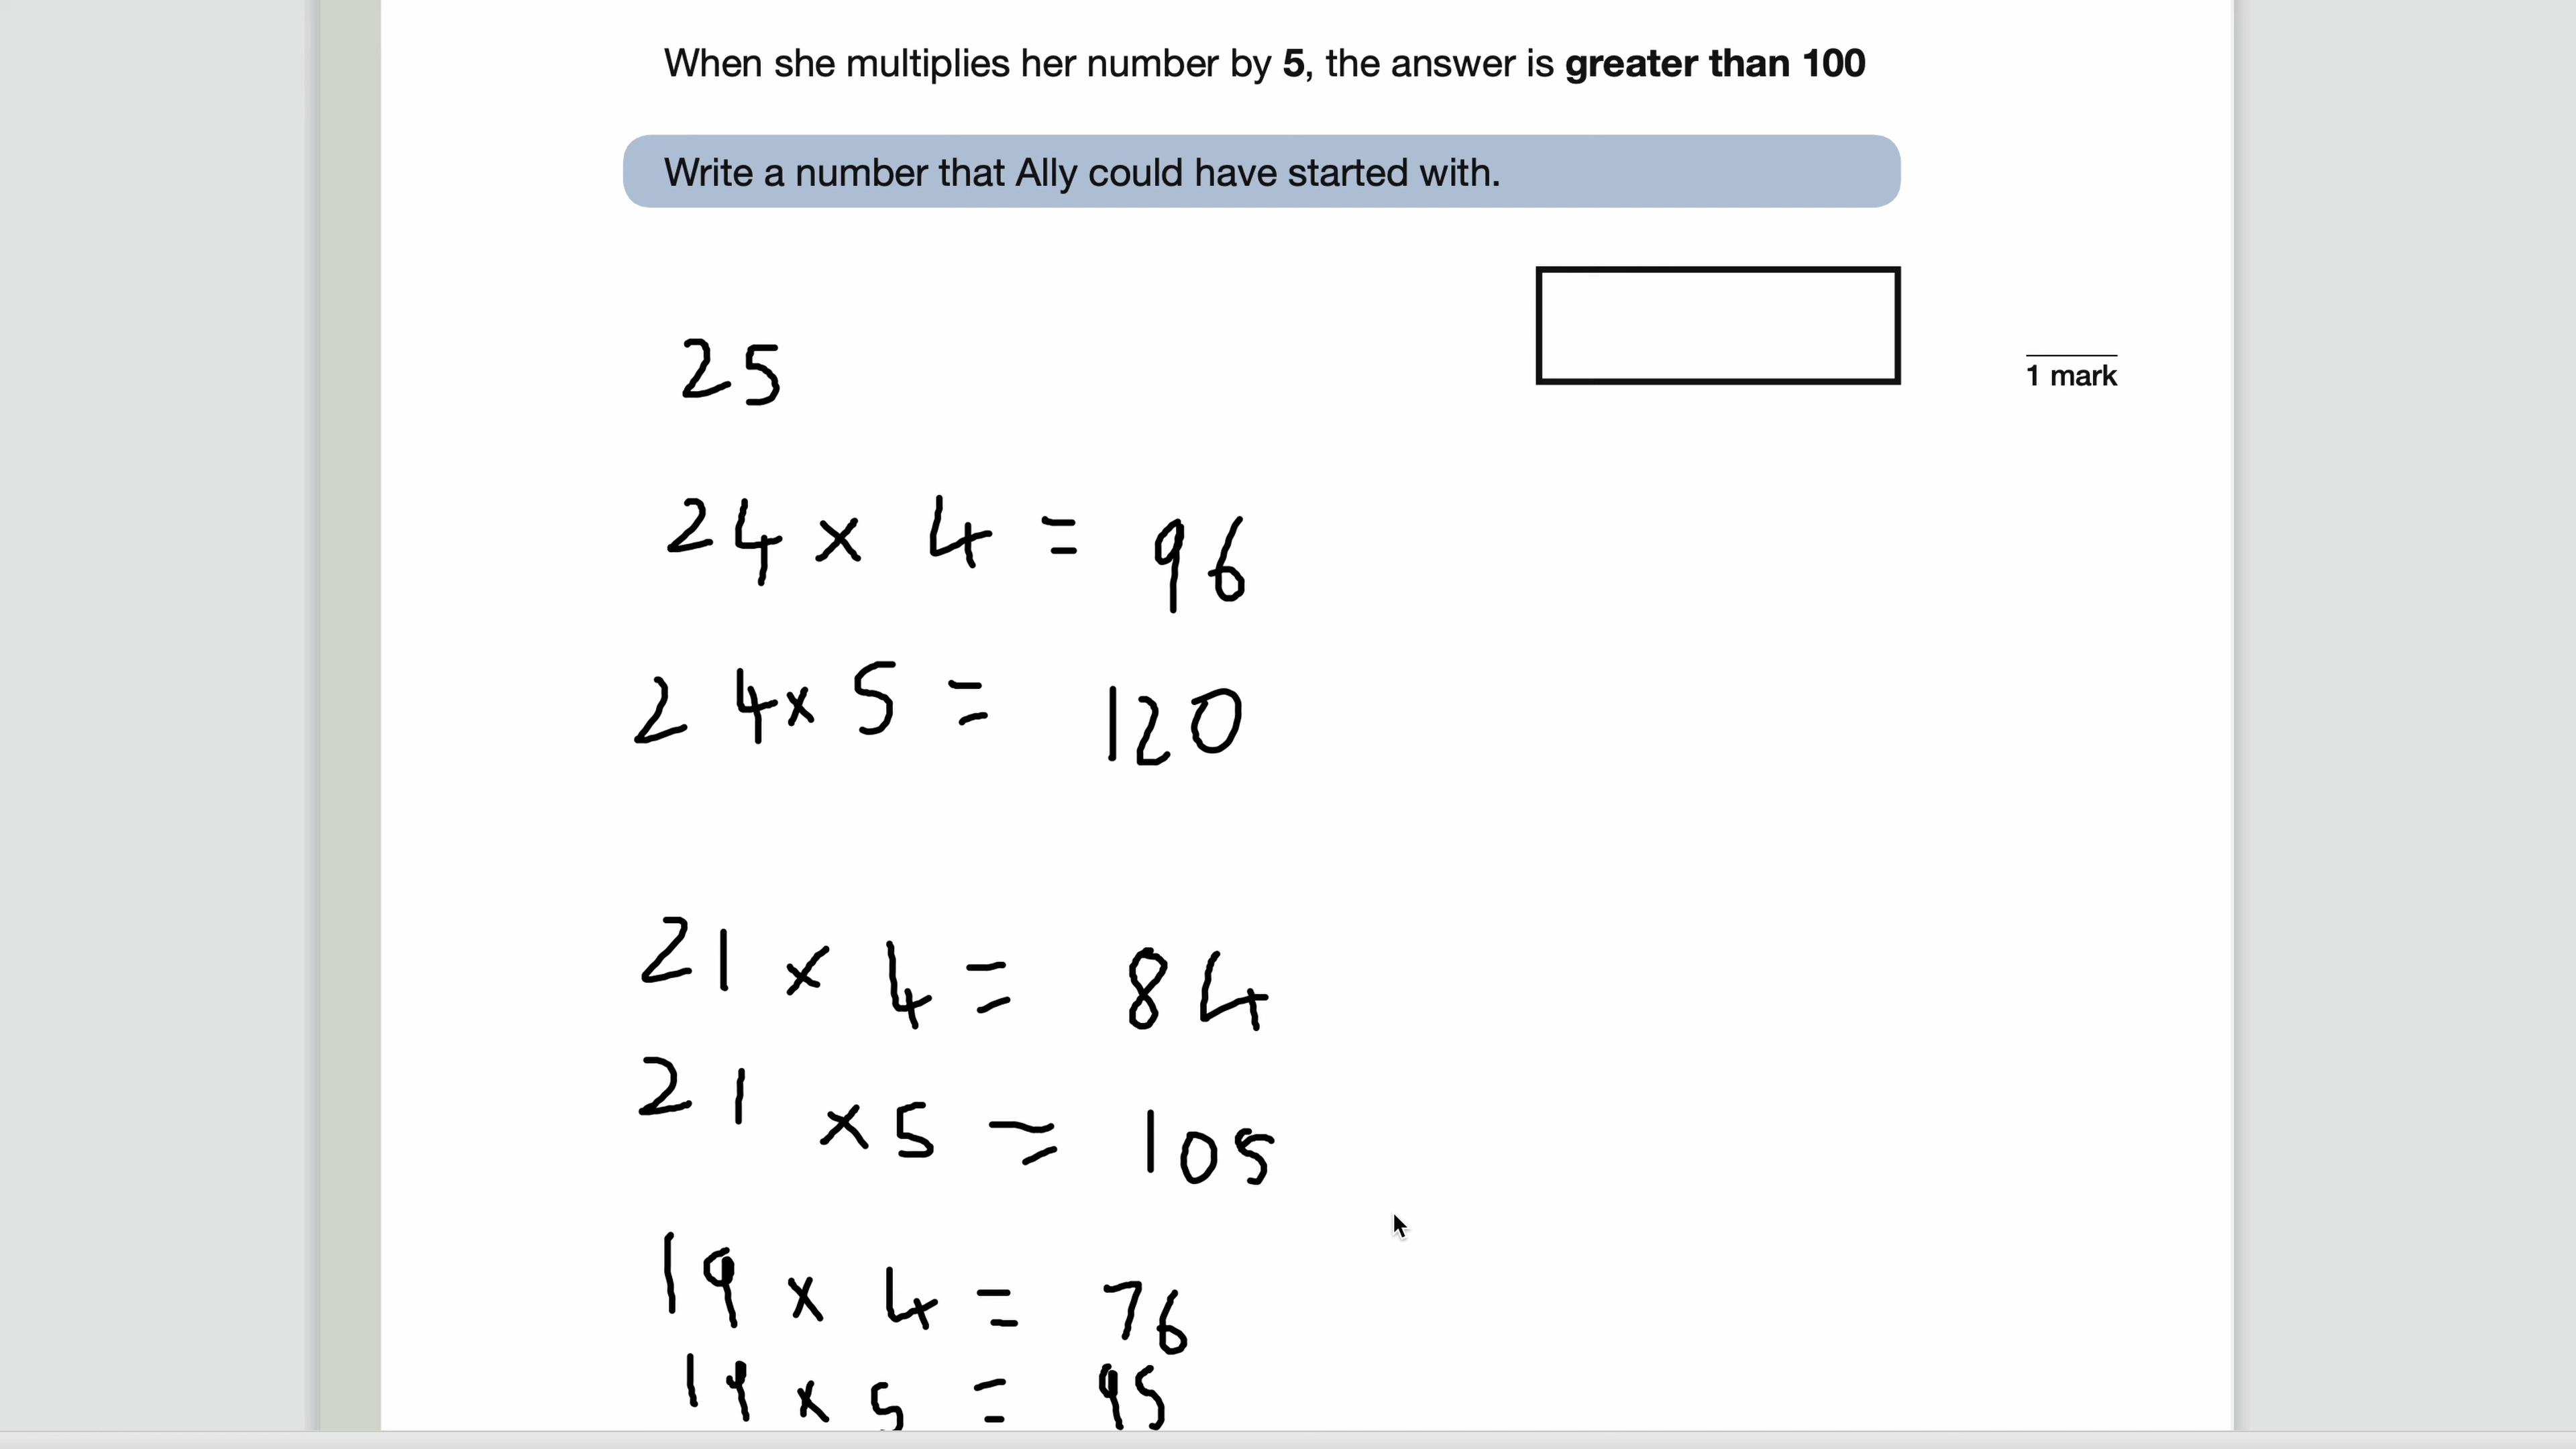 When she multiplies her number by 5, the answer is greater than 100
Write a number that Ally could have started with.
1 mark
25
24 × 4 = 96
24 × 5 = 120
21 × 4 = 84
21 × 5 = 105
19 × 4 = 76
19 × 5 = 95